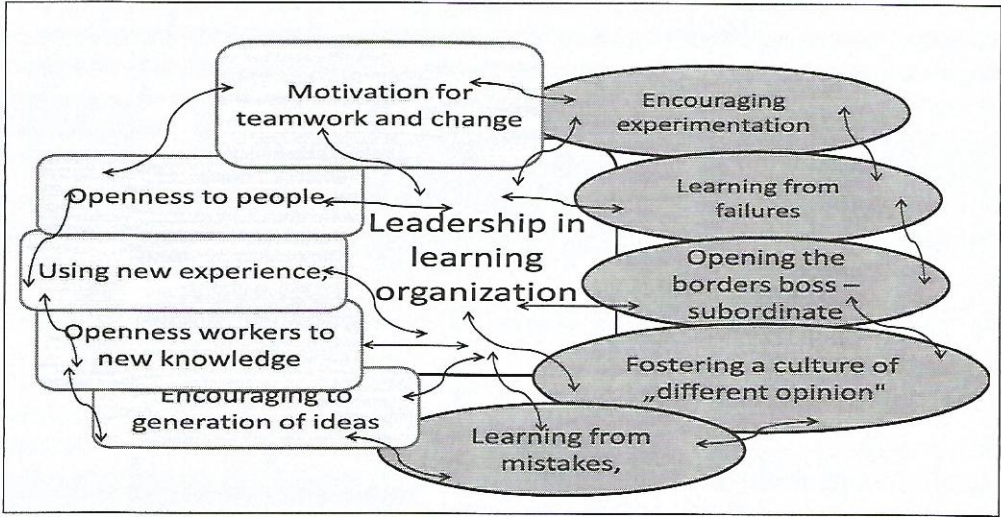 Motivation for
teamwork and change
Encouraging
experimentation
Openness to people,
Learning from
failures
Leadership in
learning
organization
Using new experience,
Opening the
borders boss –
subordinate
Openness workers to
new knowledge
Fostering a culture of
„different opinion"
Encouraging to
generation of ideas
Learning from
mistakes,